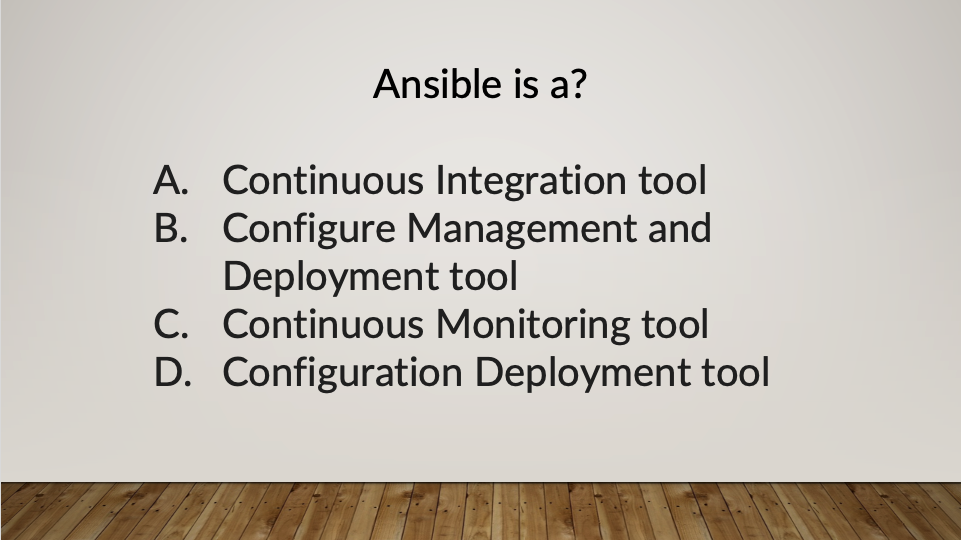 Ansible is a?
A. Continuous Integration tool
B. Configure Management and
Deployment tool
C. Continuous Monitoring tool
D. Configuration Deployment tool